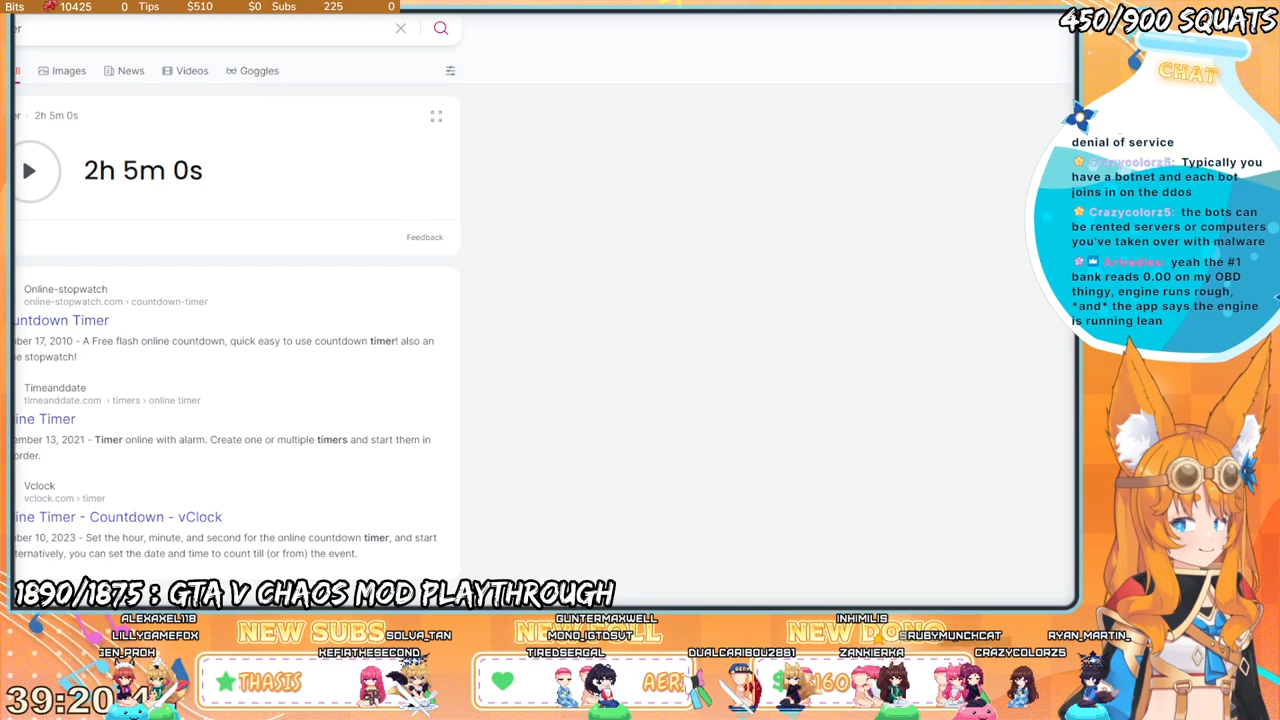 Bits 10425 0 Tips $510 $0 Subs 225 0
450/900 SQUATS
er
Images News Videos Goggles
er · 2h 5m 0s
2h 5m 0s
Feedback
Online-stopwatch
online-stopwatch.com › countdown-timer
untdown Timer
ber 17, 2010 - A Free flash online countdown, quick easy to use countdown timer! also an
e stopwatch!
Timeanddate
timeanddate.com › timers › online timer
ine Timer
ember 13, 2021 - Timer online with alarm. Create one or multiple timers and start them in
order.
Vclock
vclock.com › timer
ine Timer - Countdown - vClock
ber 10, 2023 - Set the hour, minute, and second for the online countdown timer, and start
ternatively, you can set the date and time to count till (or from) the event.
CHAT
denial of service
Crazycolorz5: Typically you
have a botnet and each bot
joins in on the ddos
Crazycolorz5: the bots can
be rented servers or computers
you've taken over with malware
yeah the #1
bank reads 0.00 on my OBD
thingy, engine runs rough,
*and* the app says the engine
is running lean
1890/1875 : GTA V CHAOS MOD PLAYTHROUGH
ALEXAXEL118 GUNTERMAXWELL INHIMILIS
NEW SUBS
LILLYGAMEFOX SOLVA_TAN MONO_IGTDSUT SRUBYMUNCHCAT RYAN_MARTIN_
GEN_PROH KEFIRTHESECOND TIREDSERGAL DUALCARIBOU2881 ZANKIERKA CRAZYCOLORZ5
THASIS
39:20